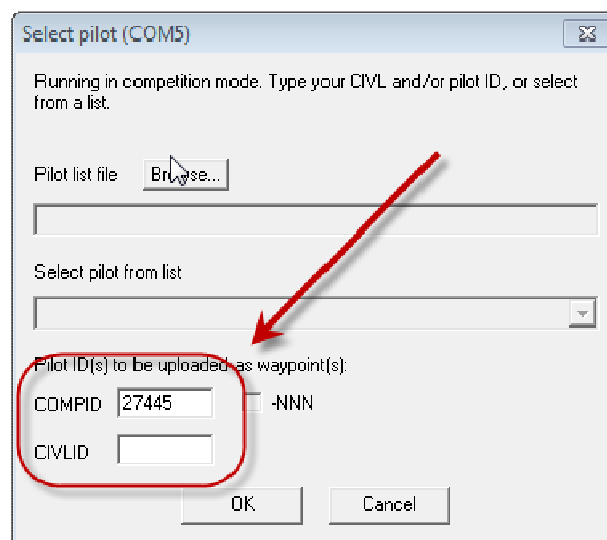 Select pilot (COM5)
Running in competition mode. Type your CIVL and/or pilot ID, or select
from a list.
Pilot list file Browse...
Select pilot from list
Pilot ID(s) to be uploaded as waypoint(s):
COMPID 27445 -NNN
CIVLID
OK Cancel